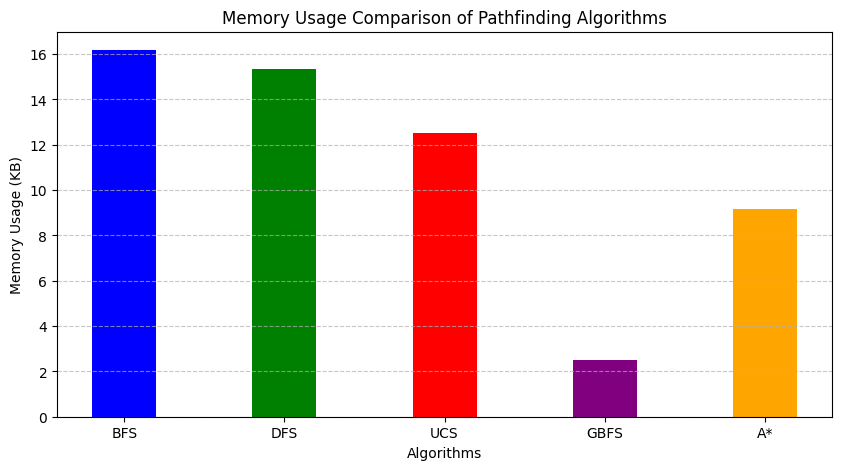 Memory Usage Comparison of Pathfinding Algorithms
Memory Usage (KB)
16
14
12
10
8
6
4
2
0
BFS DFS UCS GBFS A*
Algorithms